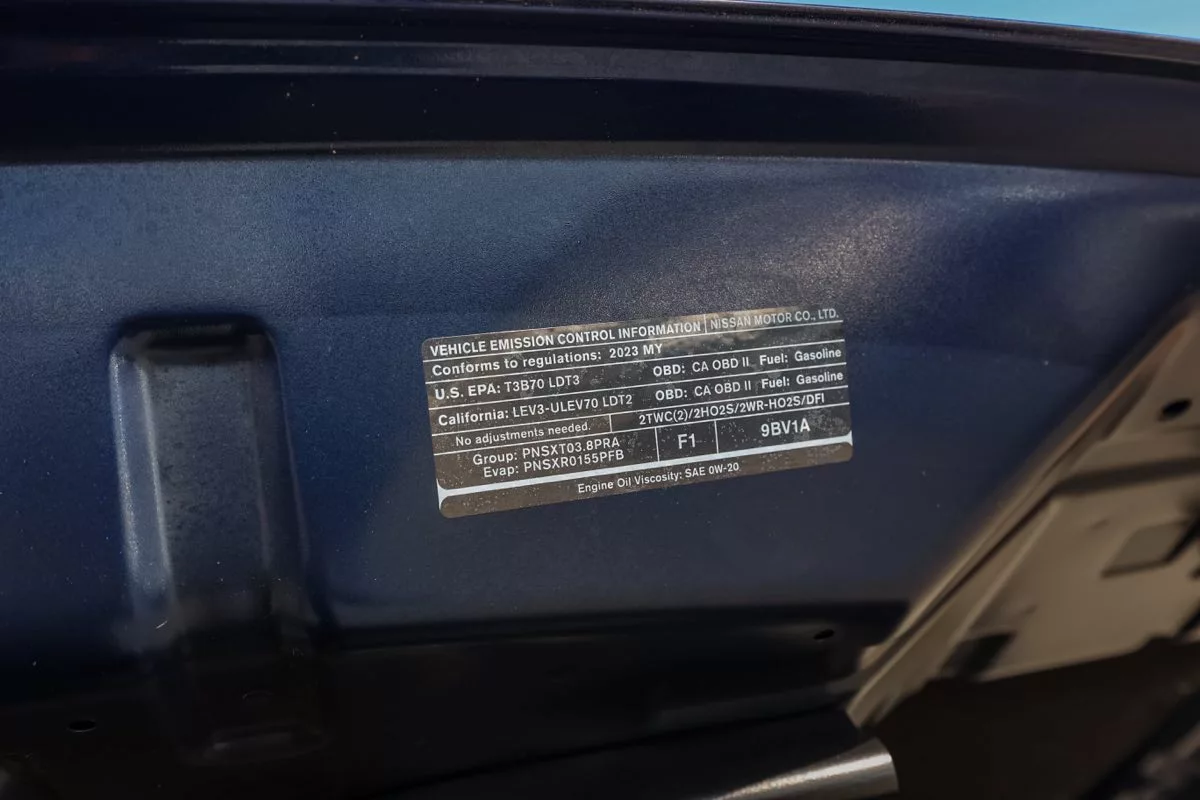 VEHICLE EMISSION CONTROL INFORMATION NISSAN MOTOR CO., LTD.
Conforms to regulations: 2023 MY
U.S. EPA: T3B70 LDT3 OBD: CA OBD II Fuel: Gasoline
California: LEV3-ULEV70 LDT2 OBD: CA OBD II Fuel: Gasoline
No adjustments needed. 2TWC(2)/2HO2S/2WR-HO2S/DFI
Group: PNSXT03.8PRA F1 9BV1A
Evap: PNSXR0155PFB
Engine Oil Viscosity: SAE 0W-20